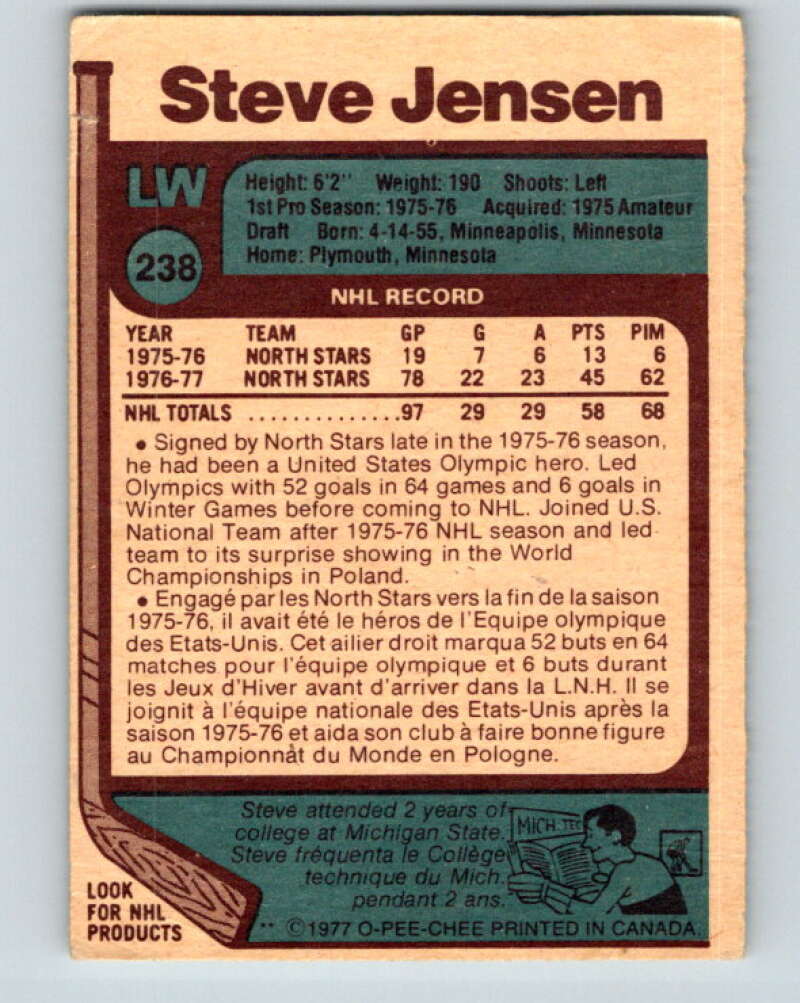 Steve Jensen
LW
238
Height: 6'2" Weight: 190 Shoots: Left
1st Pro Season: 1975-76 Acquired: 1975 Amateur
Draft Born: 4-14-55, Minneapolis, Minnesota
Home: Plymouth, Minnesota
NHL RECORD
YEAR TEAM GP G A PTS PIM
1975-76 NORTH STARS 19 7 6 13 6
1976-77 NORTH STARS 78 22 23 45 62
NHL TOTALS ..............97 29 29 58 68
• Signed by North Stars late in the 1975-76 season,
he had been a United States Olympic hero. Led
Olympics with 52 goals in 64 games and 6 goals in
Winter Games before coming to NHL. Joined U.S.
National Team after 1975-76 NHL season and led
team to its surprise showing in the World
Championships in Poland.
• Engagé par les North Stars vers la fin de la saison
1975-76, il avait été le héros de l'Equipe olympique
des Etats-Unis. Cet ailier droit marqua 52 buts en 64
matches pour l'équipe olympique et 6 buts durant
les Jeux d'Hiver avant d'arriver dans la L.N.H. Il se
joignit à l'équipe nationale des Etats-Unis après la
saison 1975-76 et aida son club à faire bonne figure
au Championnât du Monde en Pologne.
Steve attended 2 years of
college at Michigan State.
Steve fréquenta le Collège
technique du Mich.
pendant 2 ans.
MICH. TEC
LOOK
FOR NHL
PRODUCTS
** ©1977 O-PEE-CHEE PRINTED IN CANADA.